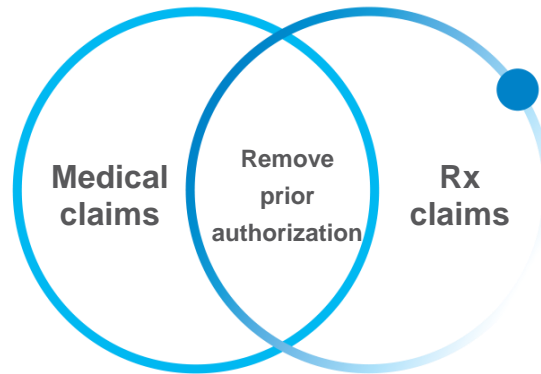 Medical
claims
Remove
prior
authorization
Rx
claims